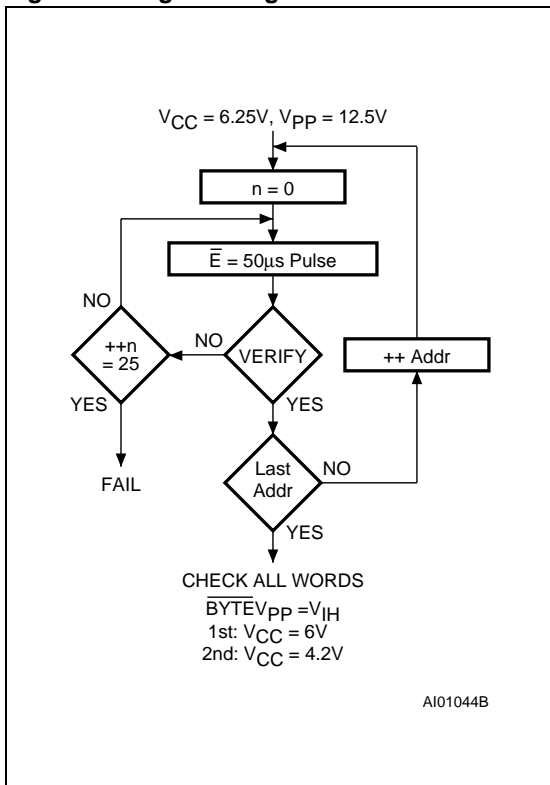 VCC = 6.25V, VPP = 12.5V
n = 0
E̅ = 50µs Pulse
NO
++n
= 25
NO
VERIFY
++ Addr
YES
YES
FAIL
Last
Addr
NO
YES
CHECK ALL WORDS
B̅Y̅T̅E̅VPP =VIH
1st: VCC = 6V
2nd: VCC = 4.2V
AI01044B